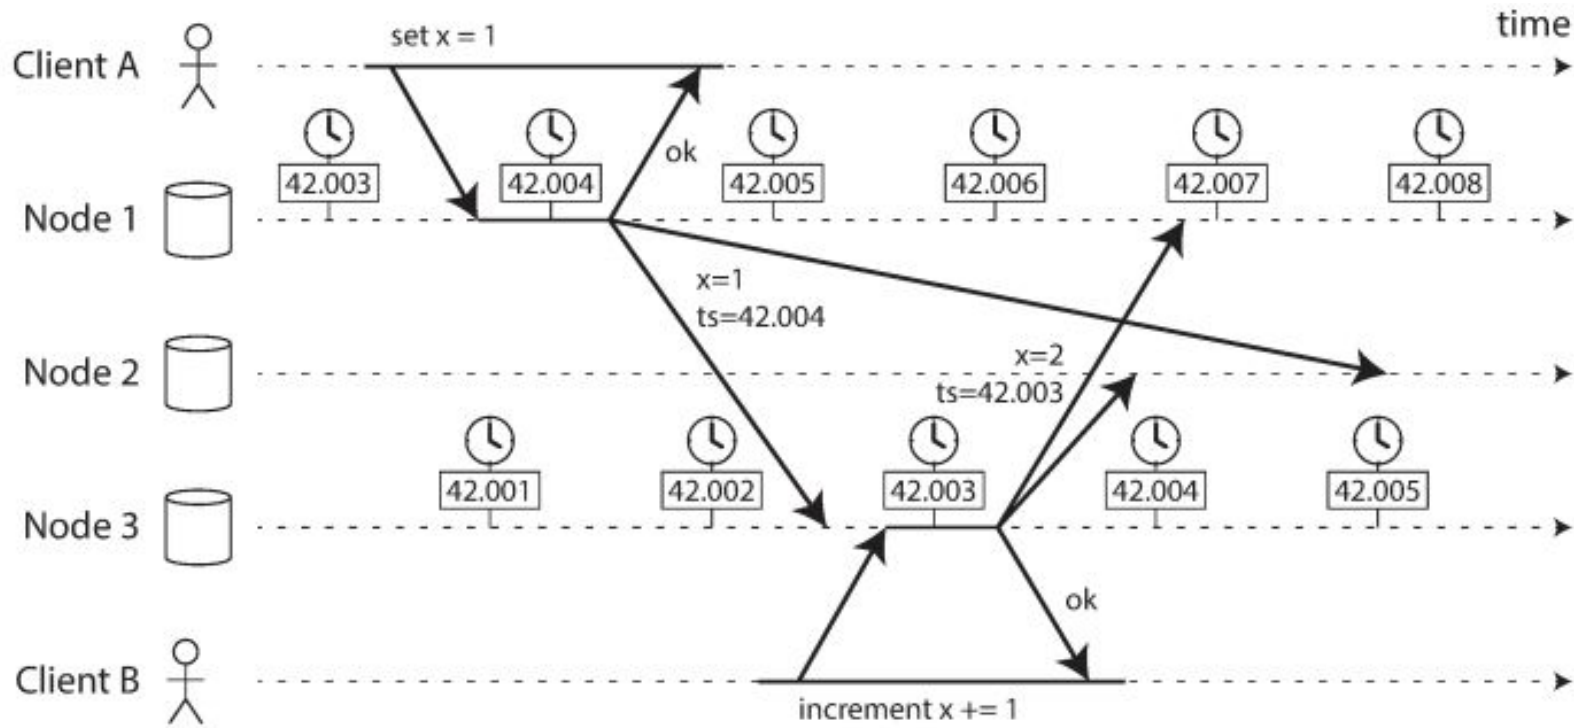 time
set x = 1
Client A
ok
42.003
42.004
42.005
42.006
42.007
42.008
Node 1
x=1
ts=42.004
x=2
ts=42.003
Node 2
42.001
42.002
42.003
42.004
42.005
Node 3
ok
Client B
increment x += 1